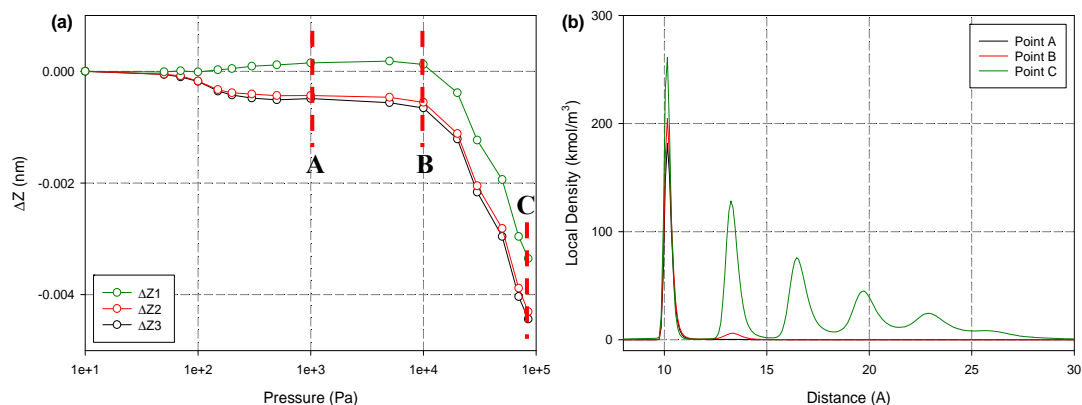 (a)
0.000
-0.002
-0.004
ΔZ (nm)
A
B
C
ΔZ1
ΔZ2
ΔZ3
1e+1
1e+2
1e+3
1e+4
1e+5
Pressure (Pa)
(b)
300
200
100
0
Local Density (kmol/m³)
Point A
Point B
Point C
10
15
20
25
30
Distance (A)